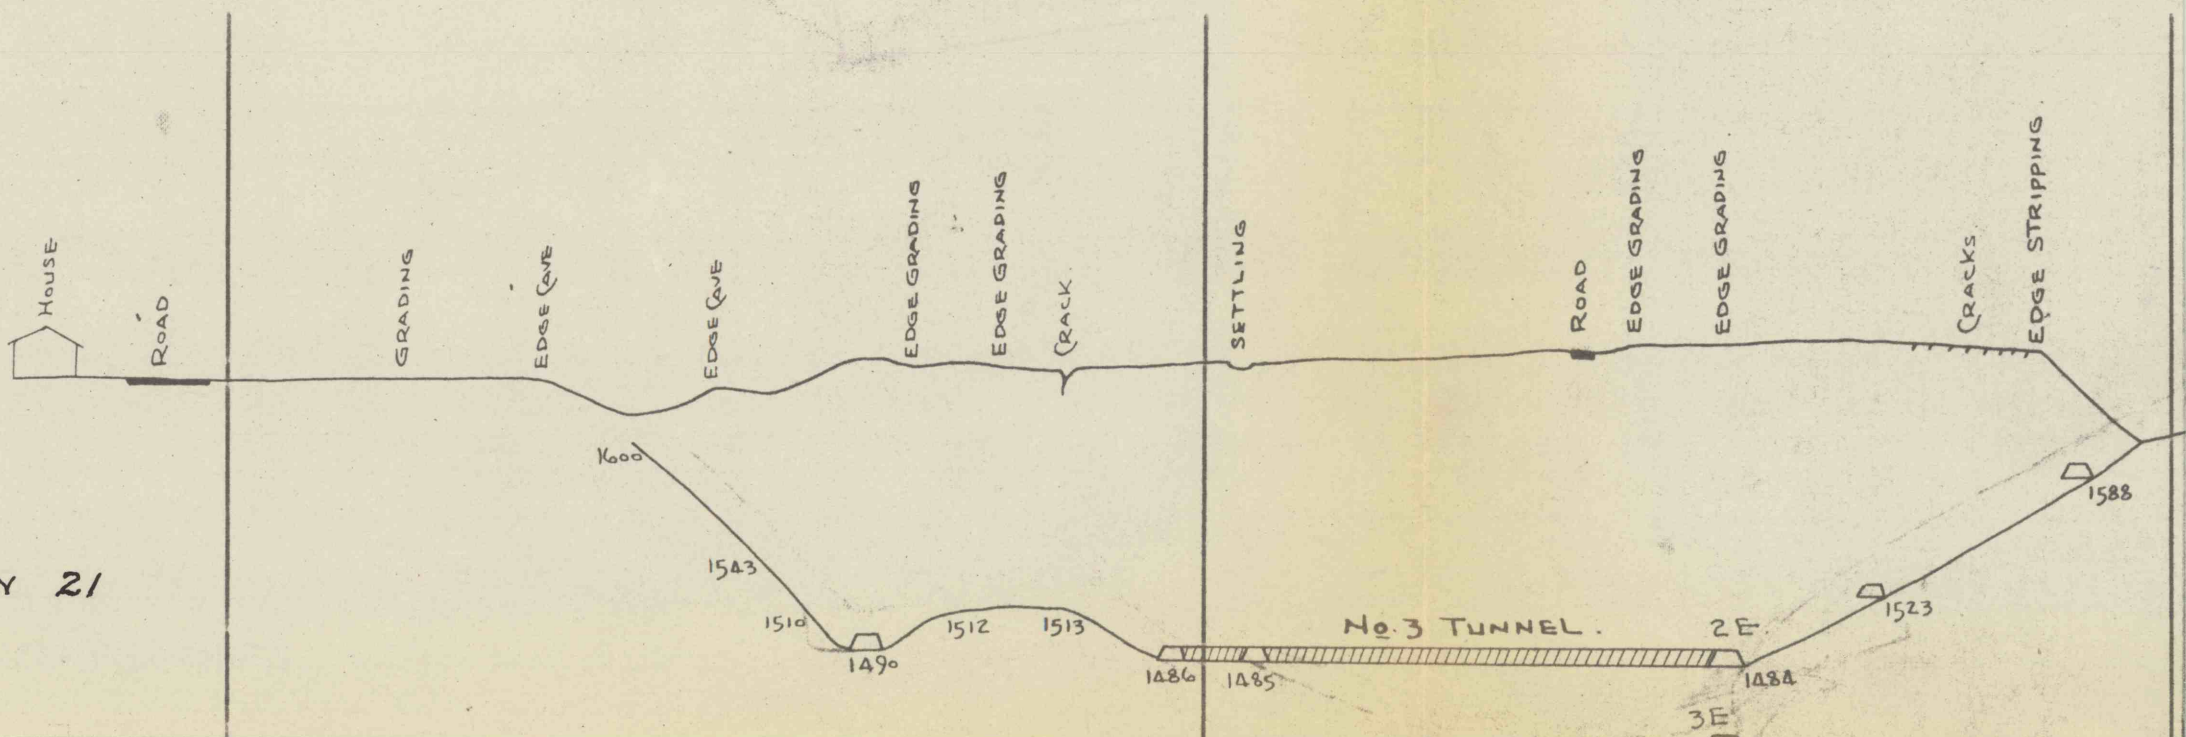 HOUSE
ROAD
GRADING
EDGE CAVE
EDGE CAVE
EDGE GRADING
EDGE GRADING
CRACK
SETTLING
ROAD
EDGE GRADING
EDGE GRADING
CRACKS
EDGE STRIPPING.
1600
1588
1543
21
1510
1512
1513
1523
1490
No. 3 TUNNEL.
2E.
1486
1485
1484
3E